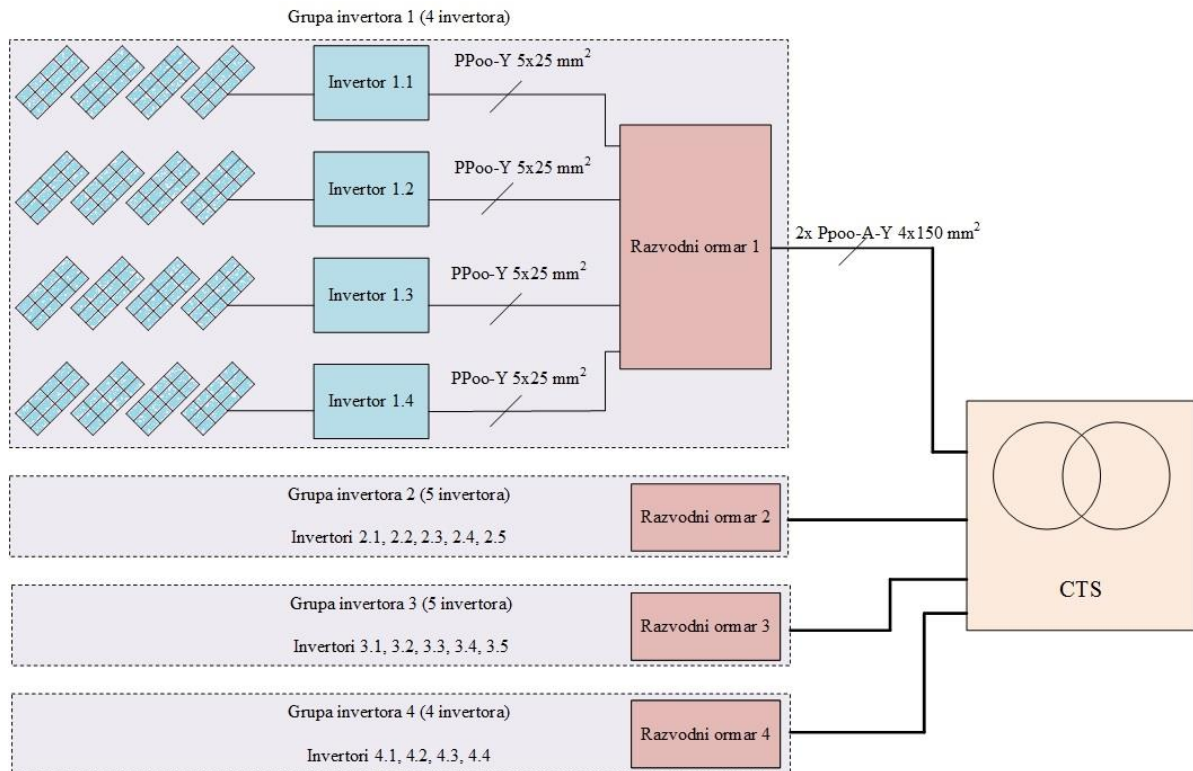 Grupa invertora 1 (4 invertora)
Invertor 1.1
PPoo-Y 5x25 mm²
Invertor 1.2
PPoo-Y 5x25 mm²
Razvodni ormar 1
2x Ppoo-A-Y 4x150 mm²
Invertor 1.3
PPoo-Y 5x25 mm²
Invertor 1.4
PPoo-Y 5x25 mm²
Grupa invertora 2 (5 invertora)
Invertori 2.1, 2.2, 2.3, 2.4, 2.5
Razvodni ormar 2
Grupa invertora 3 (5 invertora)
Invertori 3.1, 3.2, 3.3, 3.4, 3.5
Razvodni ormar 3
Grupa invertora 4 (4 invertora)
Invertori 4.1, 4.2, 4.3, 4.4
Razvodni ormar 4
CTS